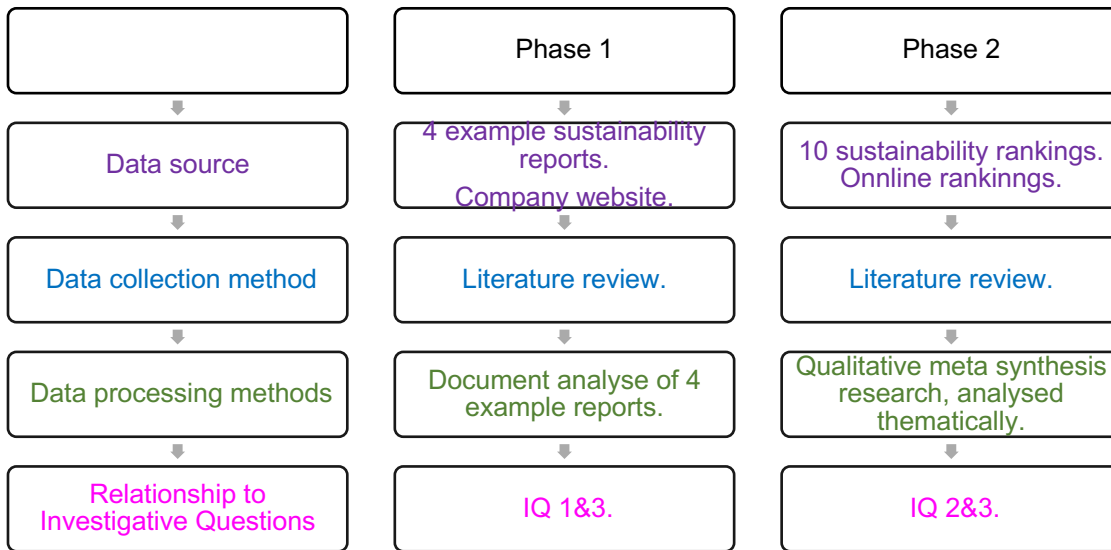 Phase 1
Phase 2
Data source
4 example sustainability
reports.
Company website.
10 sustainability rankings.
Onnline rankinngs.
Data collection method
Literature review.
Literature review.
Data processing methods
Document analyse of 4
example reports.
Qualitative meta synthesis
research, analysed
thematically.
Relationship to
Investigative Questions
IQ 1&3.
IQ 2&3.